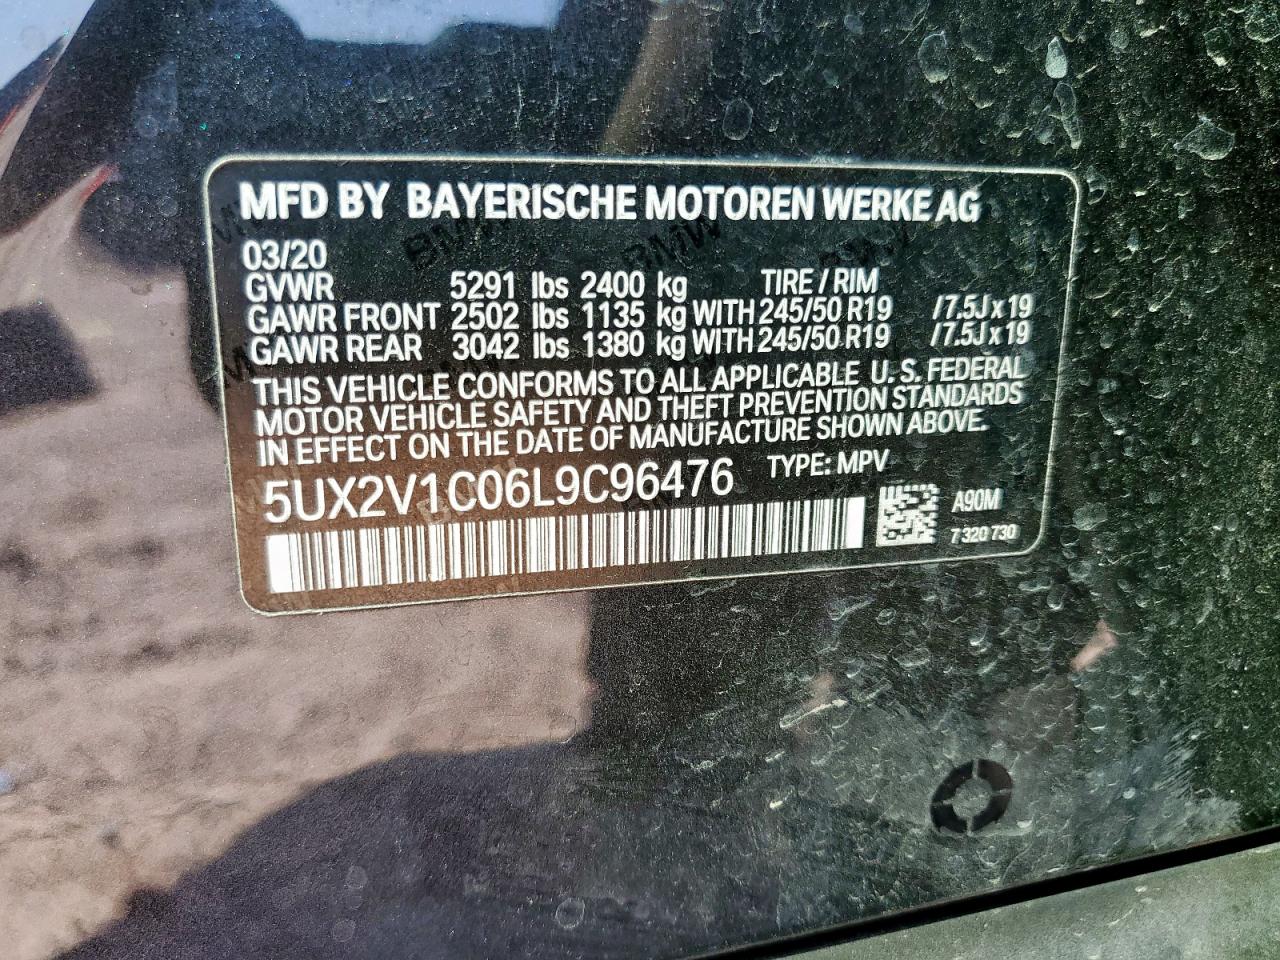 MFD BY BAYERISCHE MOTOREN WERKE AG
03/20
GVWR 5291 lbs 2400 kg TIRE / RIM
GAWR FRONT 2502 lbs 1135 kg WITH 245/50 R19 /7.5J x 19
GAWR REAR 3042 lbs 1380 kg WITH 245/50 R19 /7.5J x 19
THIS VEHICLE CONFORMS TO ALL APPLICABLE U. S. FEDERAL
MOTOR VEHICLE SAFETY AND THEFT PREVENTION STANDARDS
IN EFFECT ON THE DATE OF MANUFACTURE SHOWN ABOVE.
5UX2V1C06L9C96476 TYPE: MPV
A90M
7 320 730